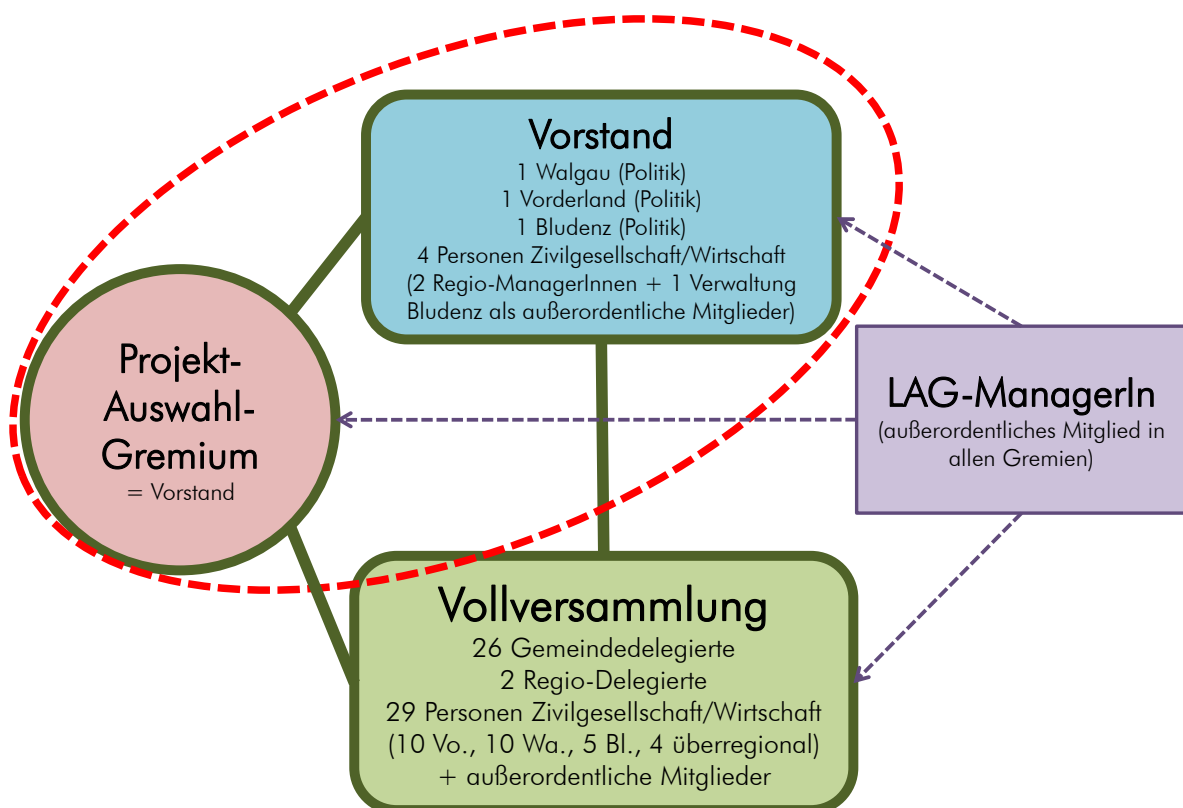 Vorstand
1 Walgau (Politik)
1 Vorderland (Politik)
1 Bludenz (Politik)
4 Personen Zivilgesellschaft/Wirtschaft
(2 Regio-ManagerInnen + 1 Verwaltung
Bludenz als außerordentliche Mitglieder)
Projekt-
Auswahl-
Gremium
= Vorstand
LAG-ManagerIn
(außerordentliches Mitglied in
allen Gremien)
Vollversammlung
26 Gemeindedelegierte
2 Regio-Delegierte
29 Personen Zivilgesellschaft/Wirtschaft
(10 Vo., 10 Wa., 5 Bl., 4 überregional)
+ außerordentliche Mitglieder